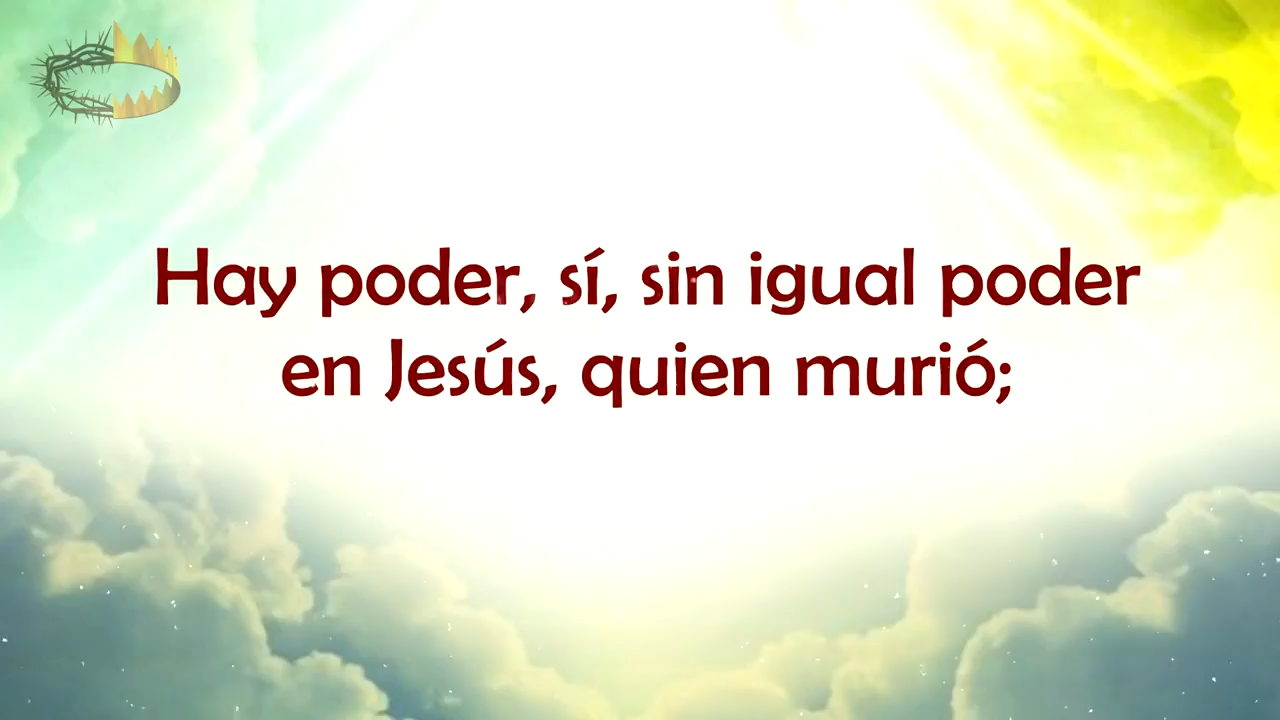 Hay poder, sí, sin igual poder
en Jesús, quien murió;